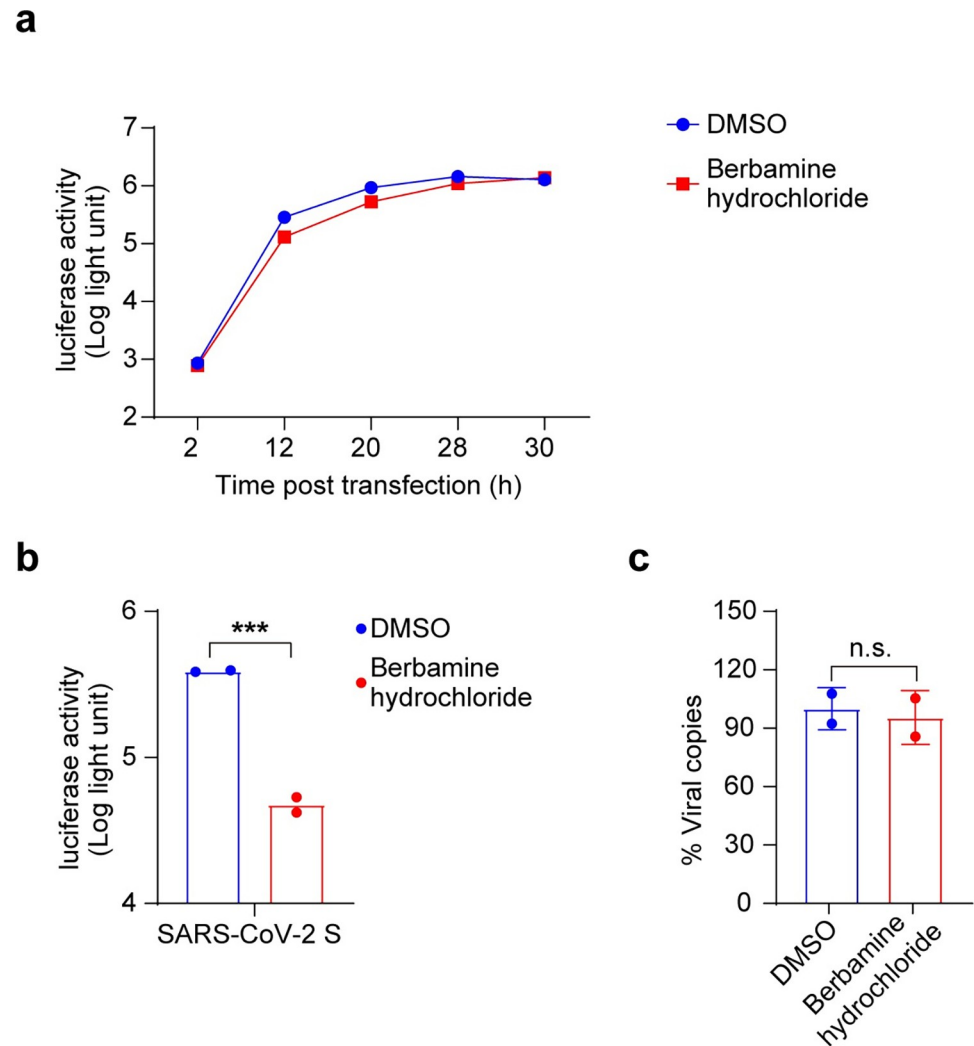 a
7
6
5
4
3
2
luciferase activity
(Log light unit)
2 12 20 28 30
Time post transfection (h)
DMSO
Berbamine
hydrochloride
b
6
5
4
luciferase activity
(Log light unit)
***
SARS-CoV-2 S
DMSO
Berbamine
hydrochloride
c
150
120
90
60
30
0
% Viral copies
n.s.
DMSO
Berbamine
hydrochloride